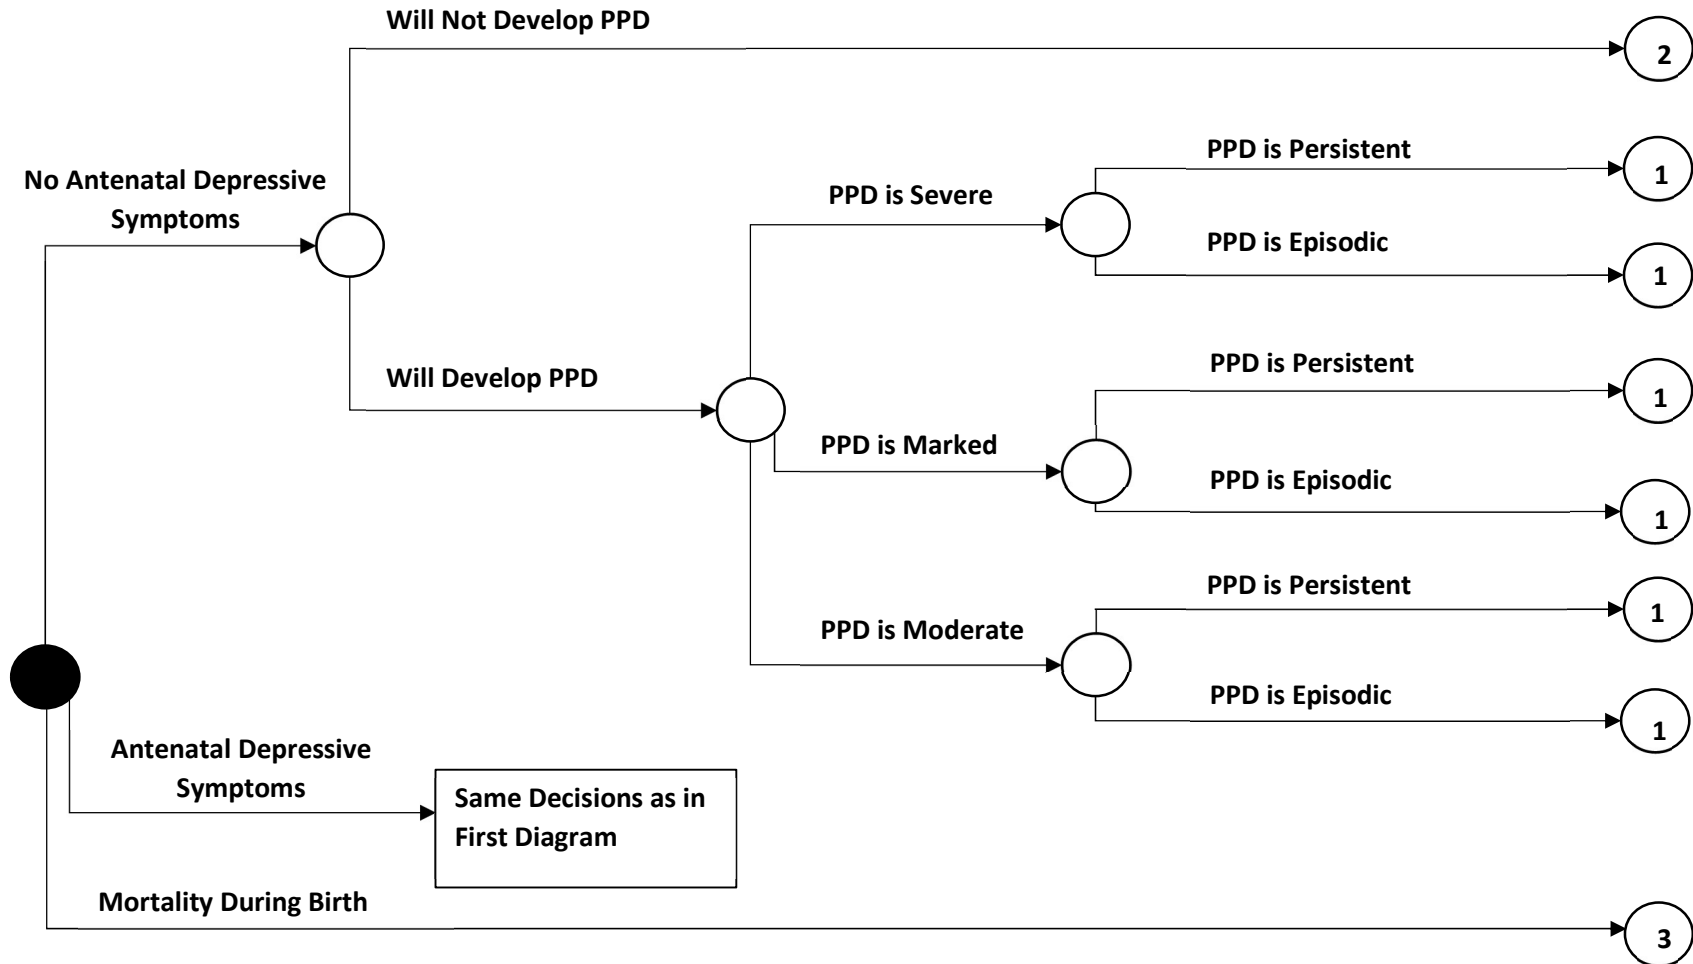 Will Not Develop PPD
2
PPD is Persistent
1
No Antenatal Depressive
Symptoms
PPD is Severe
PPD is Episodic
1
PPD is Persistent
1
Will Develop PPD
PPD is Marked
PPD is Episodic
1
PPD is Persistent
1
PPD is Moderate
PPD is Episodic
1
Antenatal Depressive
Symptoms
Same Decisions as in
First Diagram
Mortality During Birth
3